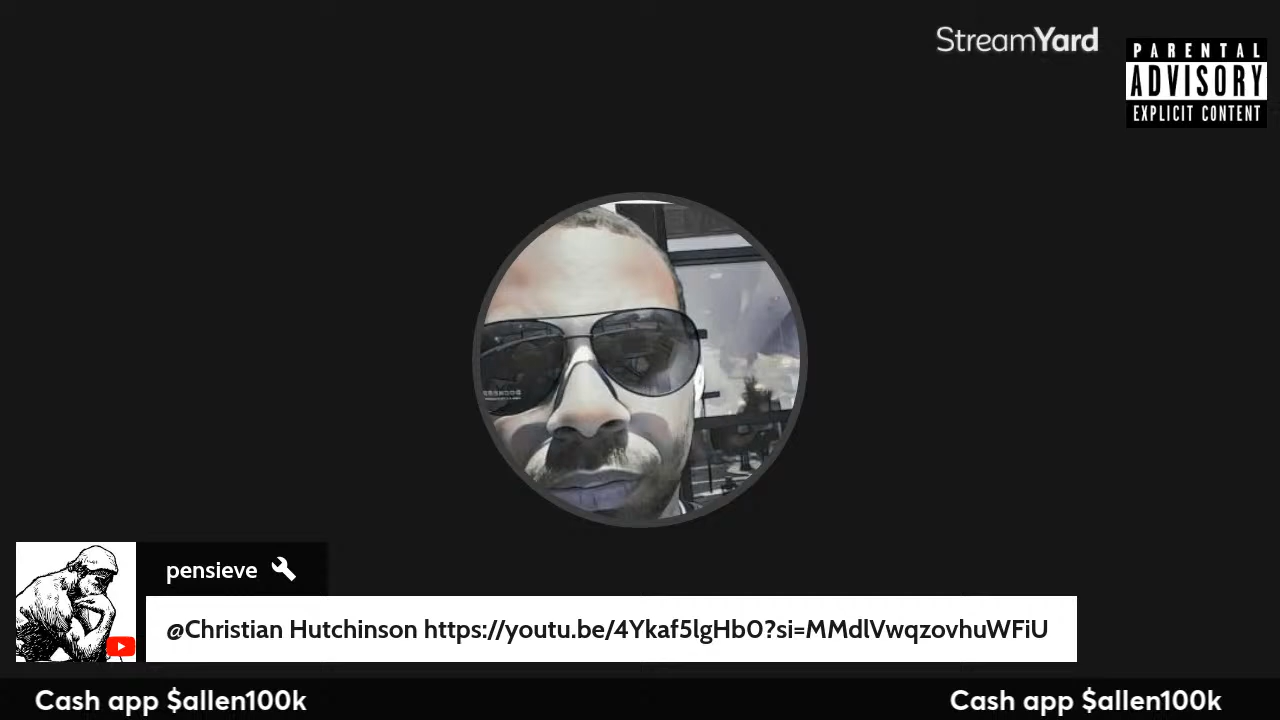 StreamYard
PARENTAL
ADVISORY
EXPLICIT CONTENT
pensieve
@Christian Hutchinson https://youtu.be/4Ykaf5lgHb0?si=MMdlVwqzovhuWFiU
Cash app $allen100k
Cash app $allen100k